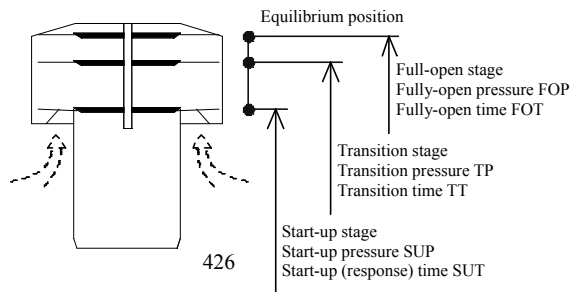 Equilibrium position
Full-open stage
Fully-open pressure FOP
Fully-open time FOT
Transition stage
Transition pressure TP
Transition time TT
Start-up stage
Start-up pressure SUP
Start-up (response) time SUT
426